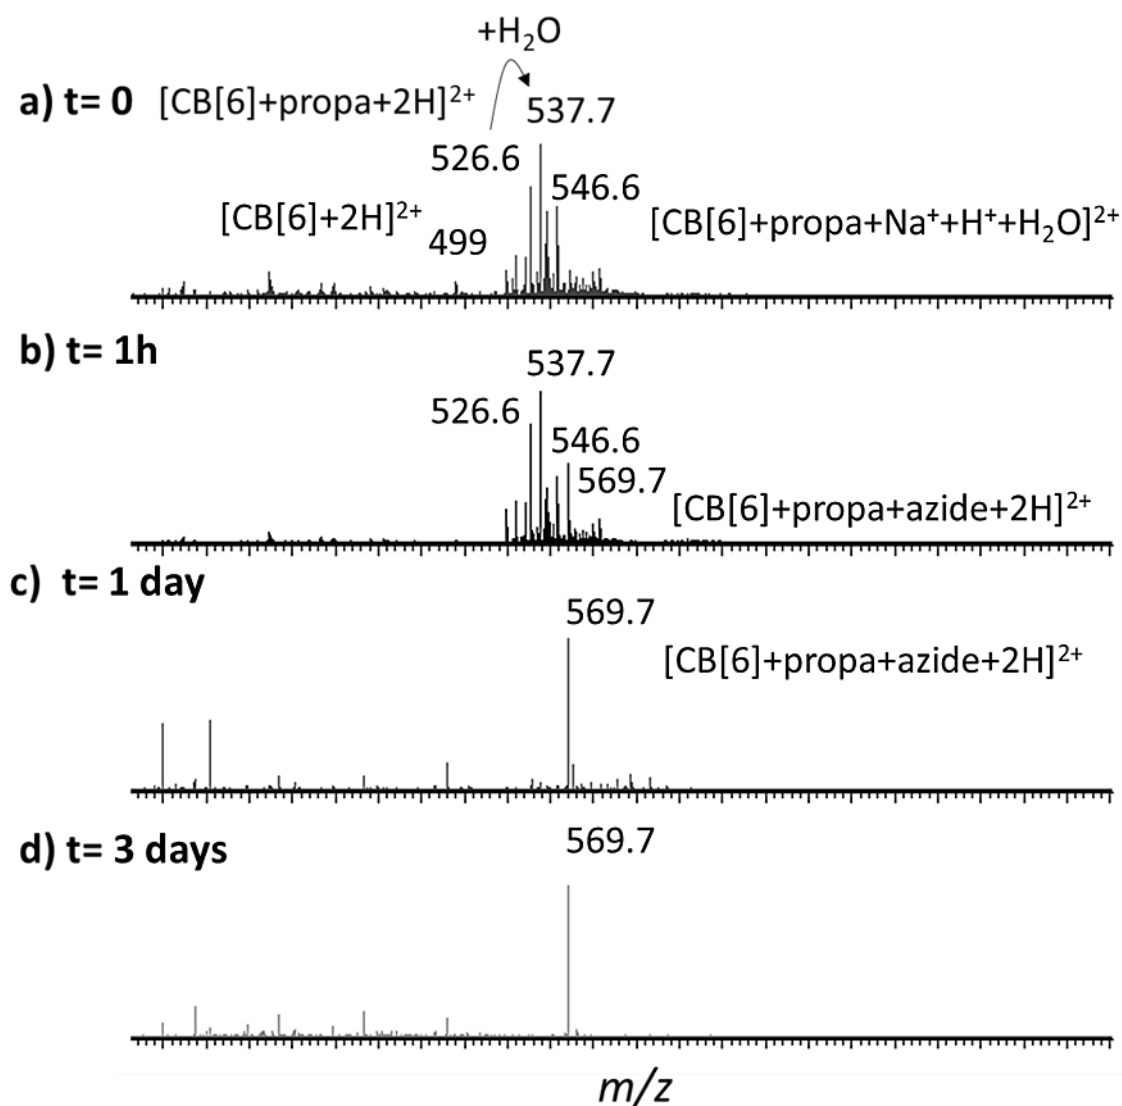 +H₂O
a) t= 0 [CB[6]+propa+2H]²⁺
537.7
526.6
546.6
[CB[6]+2H]²⁺
499
[CB[6]+propa+Na⁺+H⁺+H₂O]²⁺
b) t= 1h
537.7
526.6
546.6
569.7
[CB[6]+propa+azide+2H]²⁺
c) t= 1 day
569.7
[CB[6]+propa+azide+2H]²⁺
d) t= 3 days
569.7
m/z